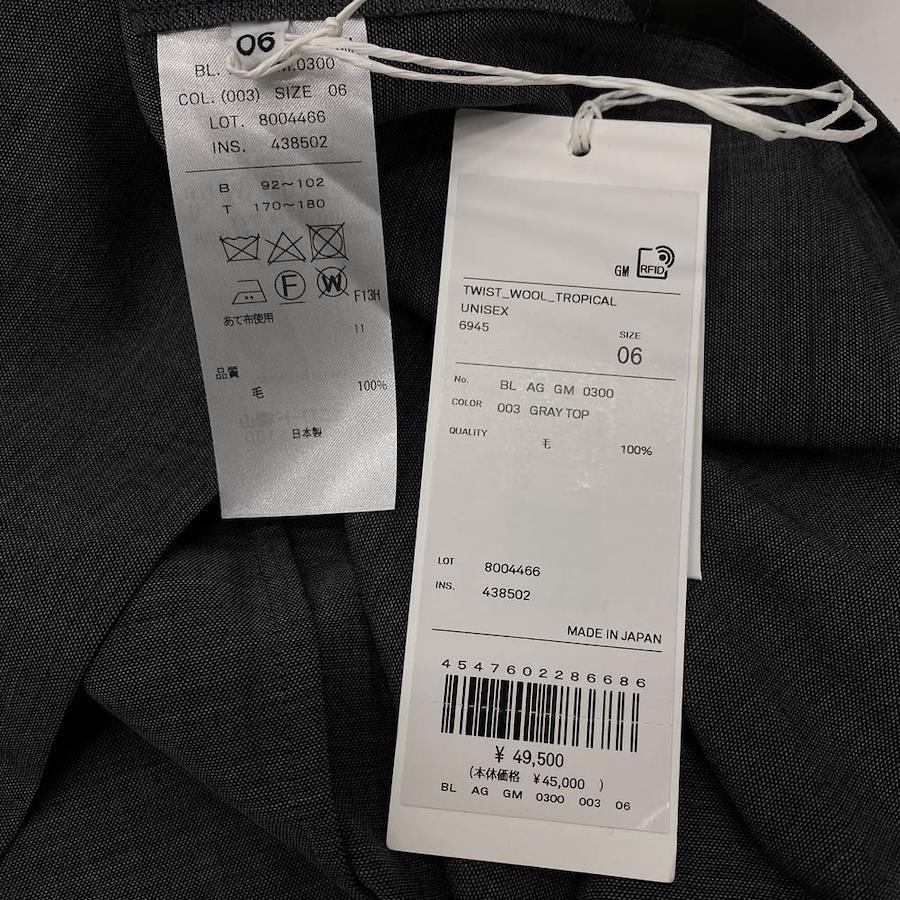 06
BL. M.0300
COL. (003) SIZE 06
LOT. 8004466
INS. 438502
B 92～102
T 170～180
F
W
F13H
あて布使用
11
品質
毛 100%
日本製
GM RFID
TWIST_WOOL_TROPICAL
UNISEX
6945
SIZE
06
No. BL AG GM 0300
COLOR 003 GRAY TOP
QUALITY 毛 100%
LOT 8004466
INS. 438502
MADE IN JAPAN
4547602286686
¥ 49,500
(本体価格 ¥45,000 )
BL AG GM 0300 003 06